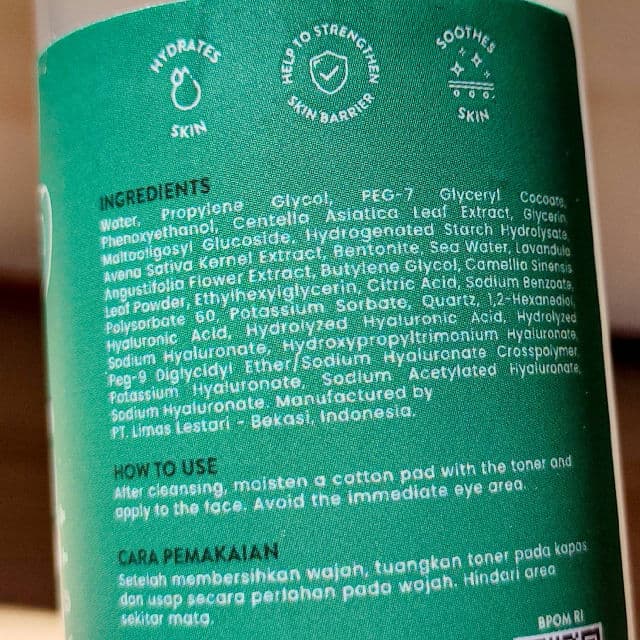 HYDRATES
SKIN
HELP TO STRENGTHEN
SKIN BARRIER
SOOTHES
SKIN
INGREDIENTS
Water, Propylene Glycol, PEG-7 Glyceryl Cocoate,
Phenoxyethanol, Centella Asiatica Leaf Extract, Glycerin,
Maltooligosyl Glucoside, Hydrogenated Starch Hydrolysate,
Avena Sativa Kernel Extract, Bentonite, Sea Water, Lavandula
Angustifolia Flower Extract, Butylene Glycol, Camellia Sinensis
Leaf Powder, Ethylhexylglycerin, Citric Acid, Sodium Benzoate,
Polysorbate 60, Potassium Sorbate, Quartz, 1,2-Hexanediol,
Hyaluronic Acid, Hydrolyzed Hyaluronic Acid, Hydrolyzed
Sodium Hyaluronate, Hydroxypropyltrimonium Hyaluronate,
Peg-9 Diglycidyl Ether/Sodium Hyaluronate Crosspolymer,
Potassium Hyaluronate, Sodium Acetylated Hyaluronate,
Sodium Hyaluronate. Manufactured by
PT. Limas Lestari - Bekasi, Indonesia.
HOW TO USE
After cleansing, moisten a cotton pad with the toner and
apply to the face. Avoid the immediate eye area.
CARA PEMAKAIAN
Setelah membersihkan wajah, tuangkan toner pada kapas
dan usap secara perlahan pada wajah. Hindari area
sekitar mata.
BPOM RI